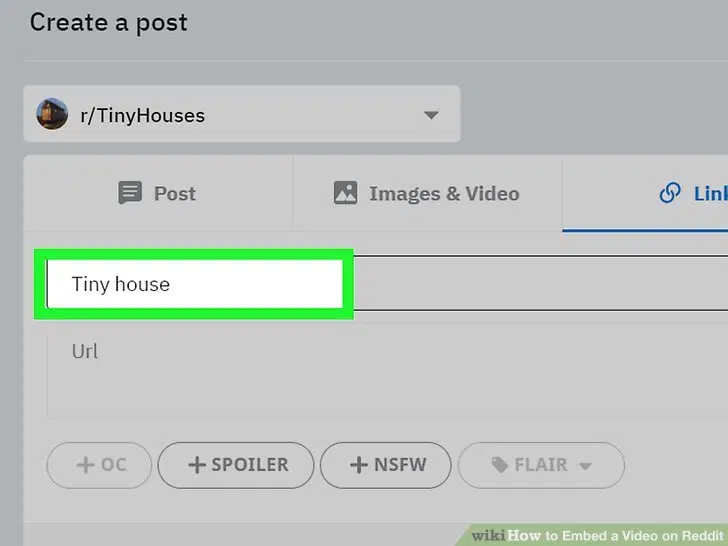 Create a post
r/TinyHouses
Post
Images & Video
Link
Tiny house
Url
+ OC
+ SPOILER
+ NSFW
FLAIR
wikiHow to Embed a Video on Reddit